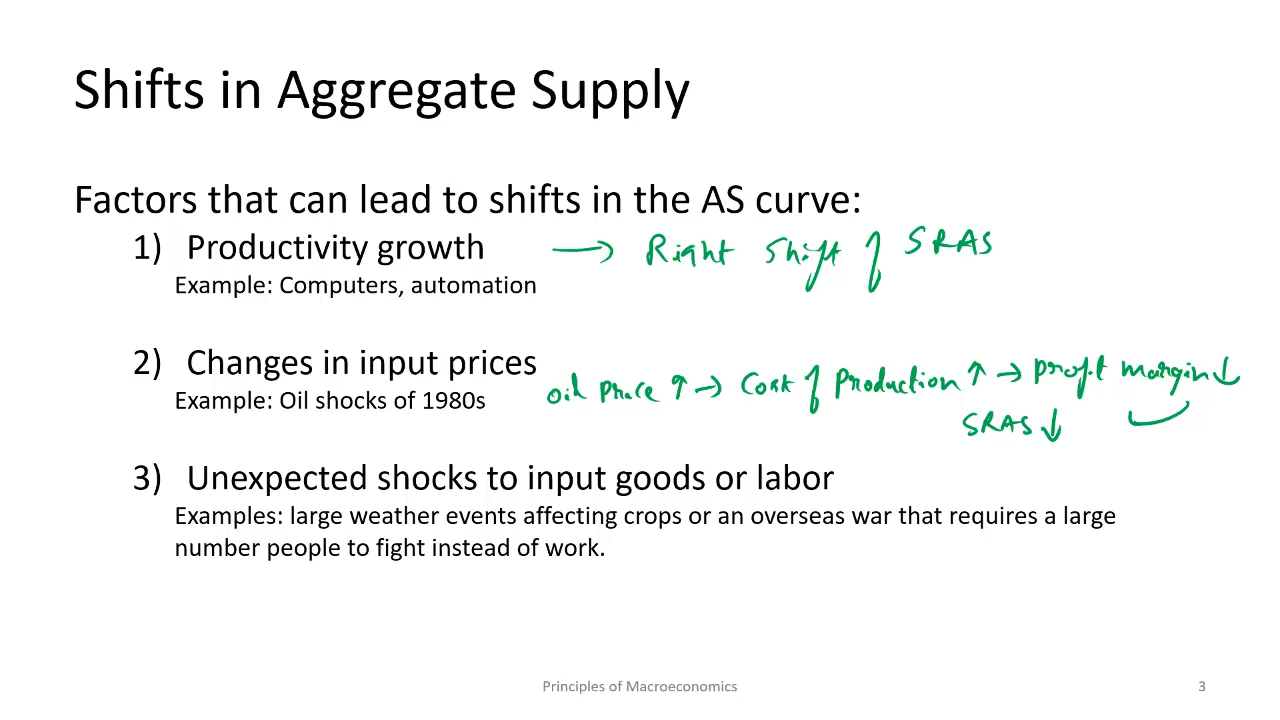 Shifts in Aggregate Supply
Factors that can lead to shifts in the AS curve:
1) Productivity growth → Right Shift of SRAS
Example: Computers, automation
2) Changes in input prices
oil price ↑ → Cost of Production ↑ → profit margin ↓
Example: Oil shocks of 1980s
SRAS ↓
3) Unexpected shocks to input goods or labor
Examples: large weather events affecting crops or an overseas war that requires a large
number people to fight instead of work.
Principles of Macroeconomics 3